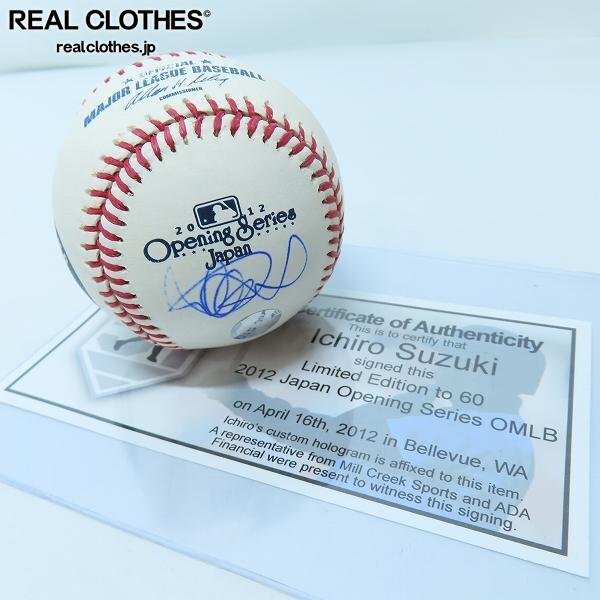 REAL CLOTHES®
realclothes.jp
OFFICIAL
MAJOR LEAGUE BASEBALL
COMMISSIONER
2012
Opening Series
Japan
Certificate of Authenticity
This is to certify that
Ichiro Suzuki
signed this
Limited Edition to 60
2012 Japan Opening Series OMLB
on April 16th, 2012 in Bellevue, WA
Ichiro's custom hologram is affixed to this item.
A representative from Mill Creek Sports and ADA
Financial were present to witness this signing.